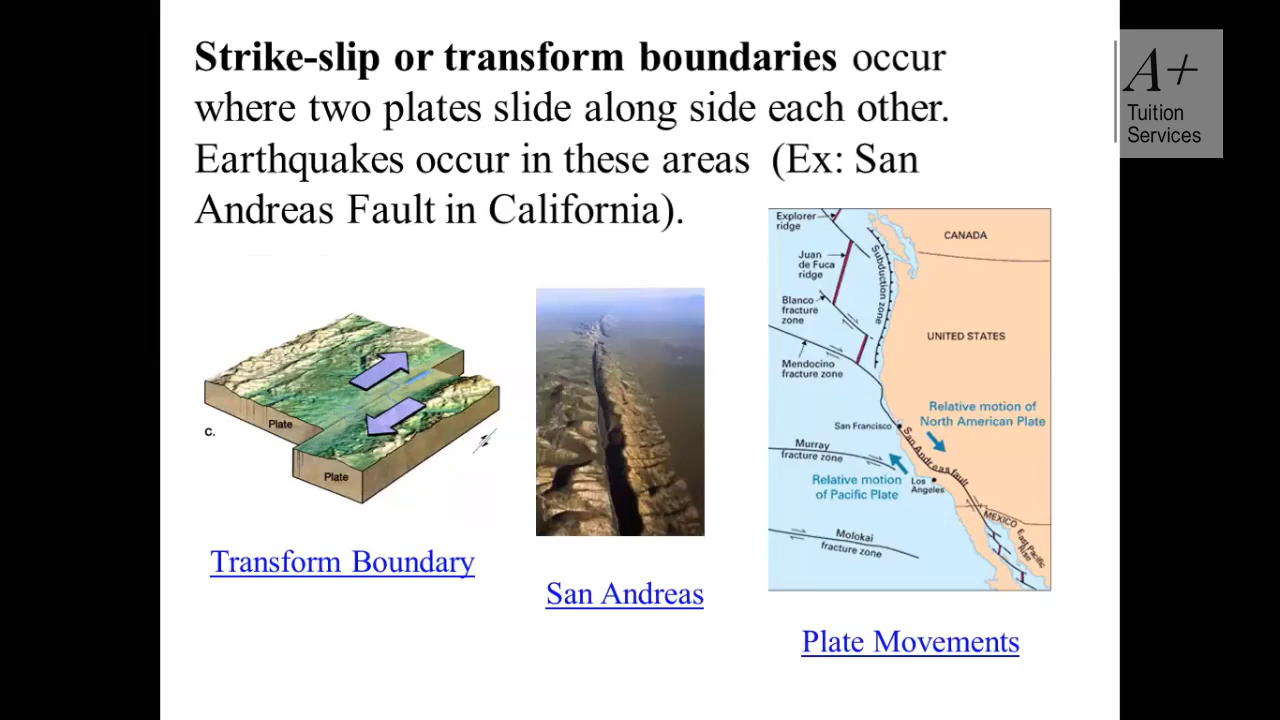 Strike-slip or transform boundaries occur
where two plates slide along side each other.
Earthquakes occur in these areas (Ex: San
Andreas Fault in California).
A+
Tuition
Services
Plate
C.
Plate
Transform Boundary
San Andreas
Explorer
ridge
CANADA
Juan
de Fuca
ridge
Subduction zone
Blanco
fracture
zone
UNITED STATES
Mendocino
fracture zone
Relative motion of
North American Plate
San Francisco
San Andreas fault
Murray
fracture zone
Relative motion
of Pacific Plate
Los
Angeles
MEXICO
East Pacific
Rise
Molokai
fracture zone
Plate Movements